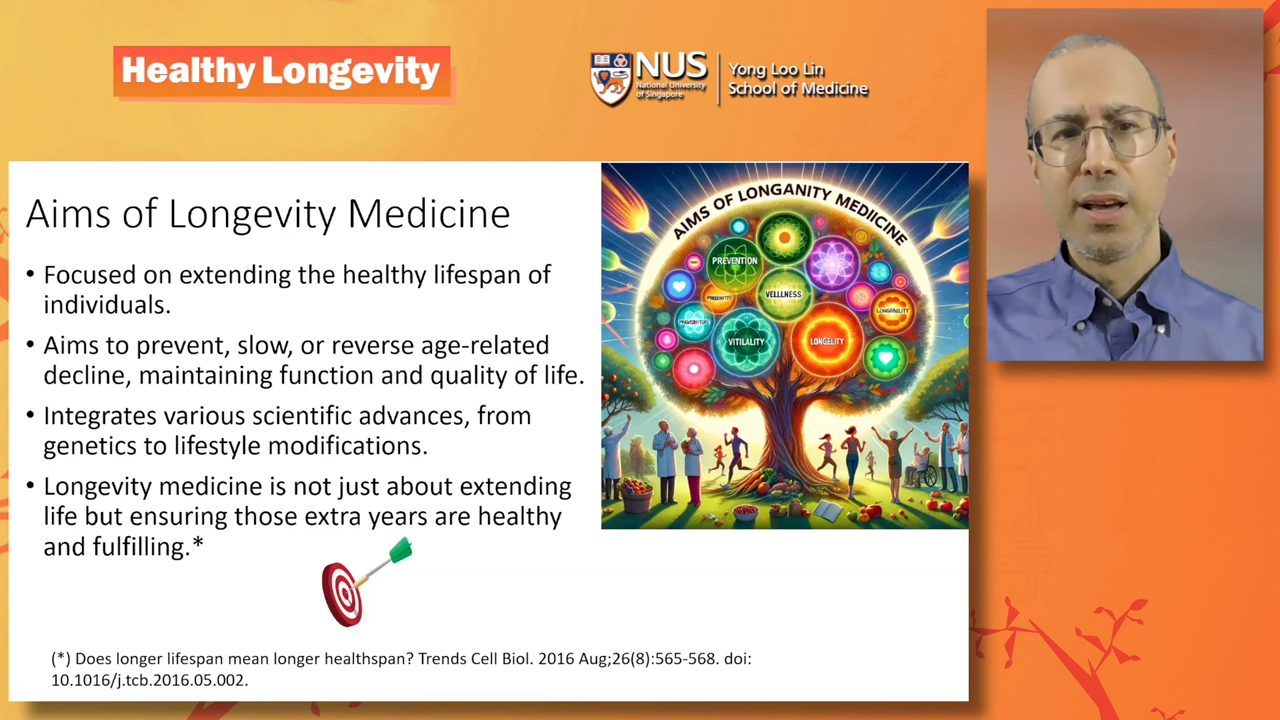 Healthy Longevity
NUS
National University
of Singapore
Yong Loo Lin
School of Medicine
Aims of Longevity Medicine
• Focused on extending the healthy lifespan of
individuals.
• Aims to prevent, slow, or reverse age-related
decline, maintaining function and quality of life.
• Integrates various scientific advances, from
genetics to lifestyle modifications.
• Longevity medicine is not just about extending
life but ensuring those extra years are healthy
and fulfilling.*
AIMS OF LONGANITY MEDICINE
PREVENTION
VELLNESS
VITILALITY
LONGELITY
(*) Does longer lifespan mean longer healthspan? Trends Cell Biol. 2016 Aug;26(8):565-568. doi:
10.1016/j.tcb.2016.05.002.